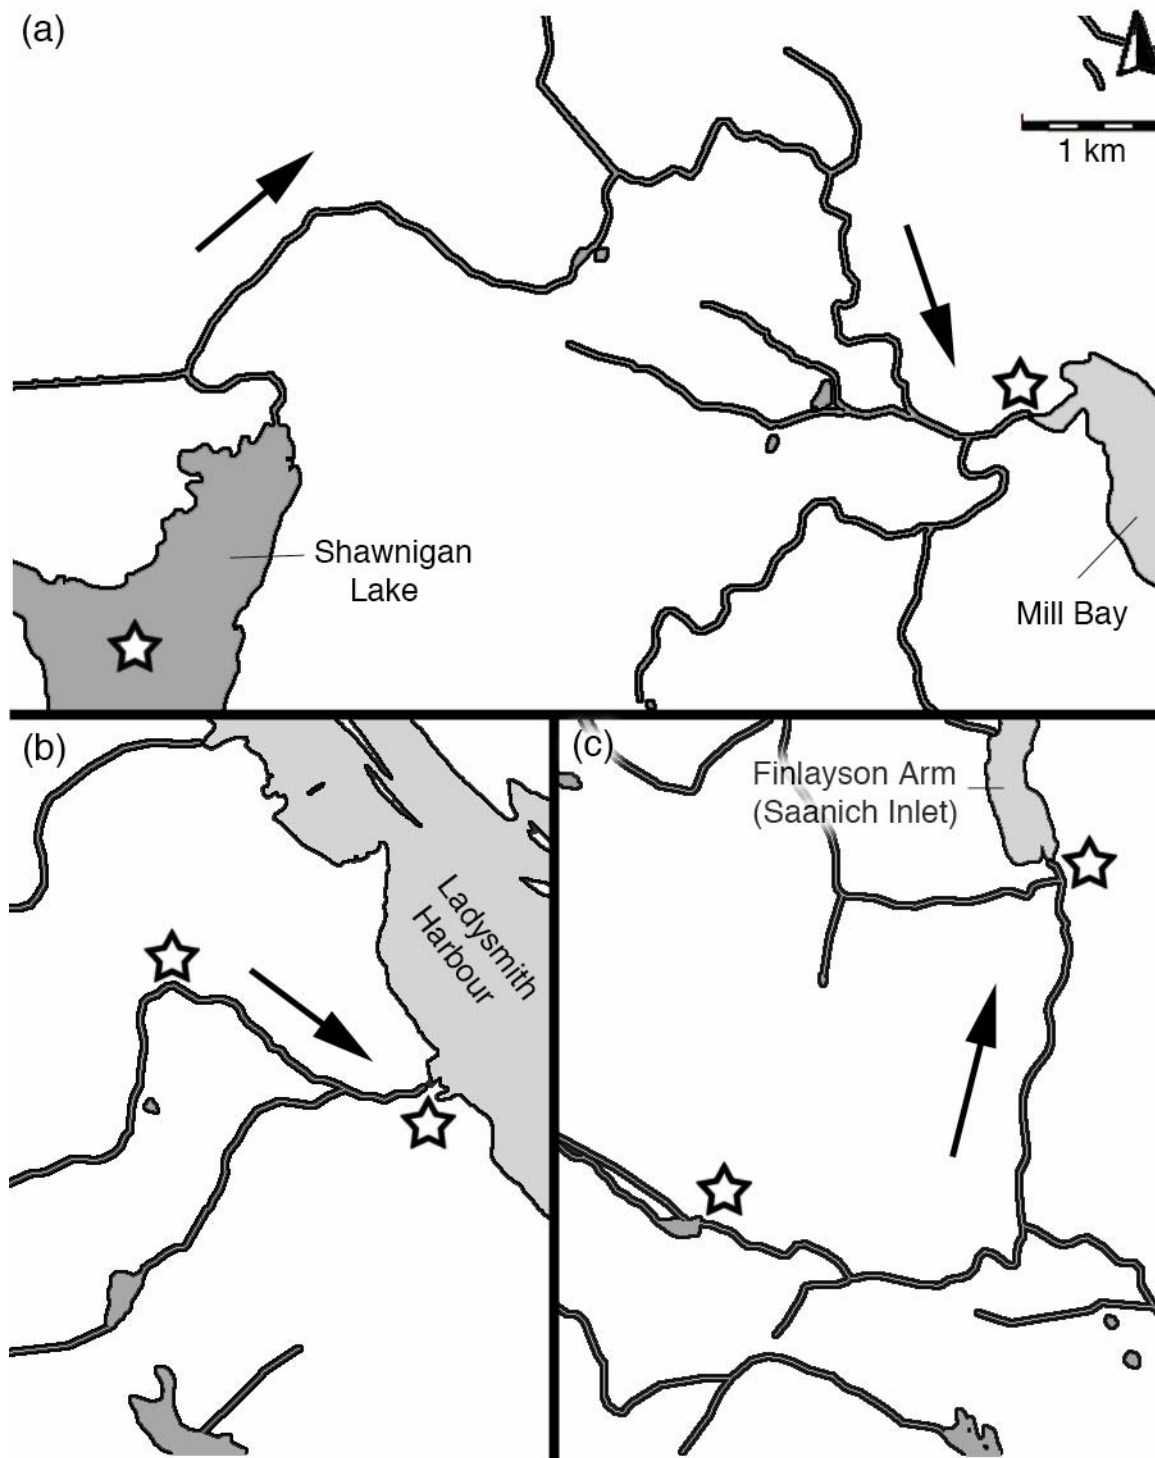 (a)
1 km
Shawnigan
Lake
Mill Bay
(b)
Ladysmith
Harbour
(c)
Finlayson Arm
(Saanich Inlet)